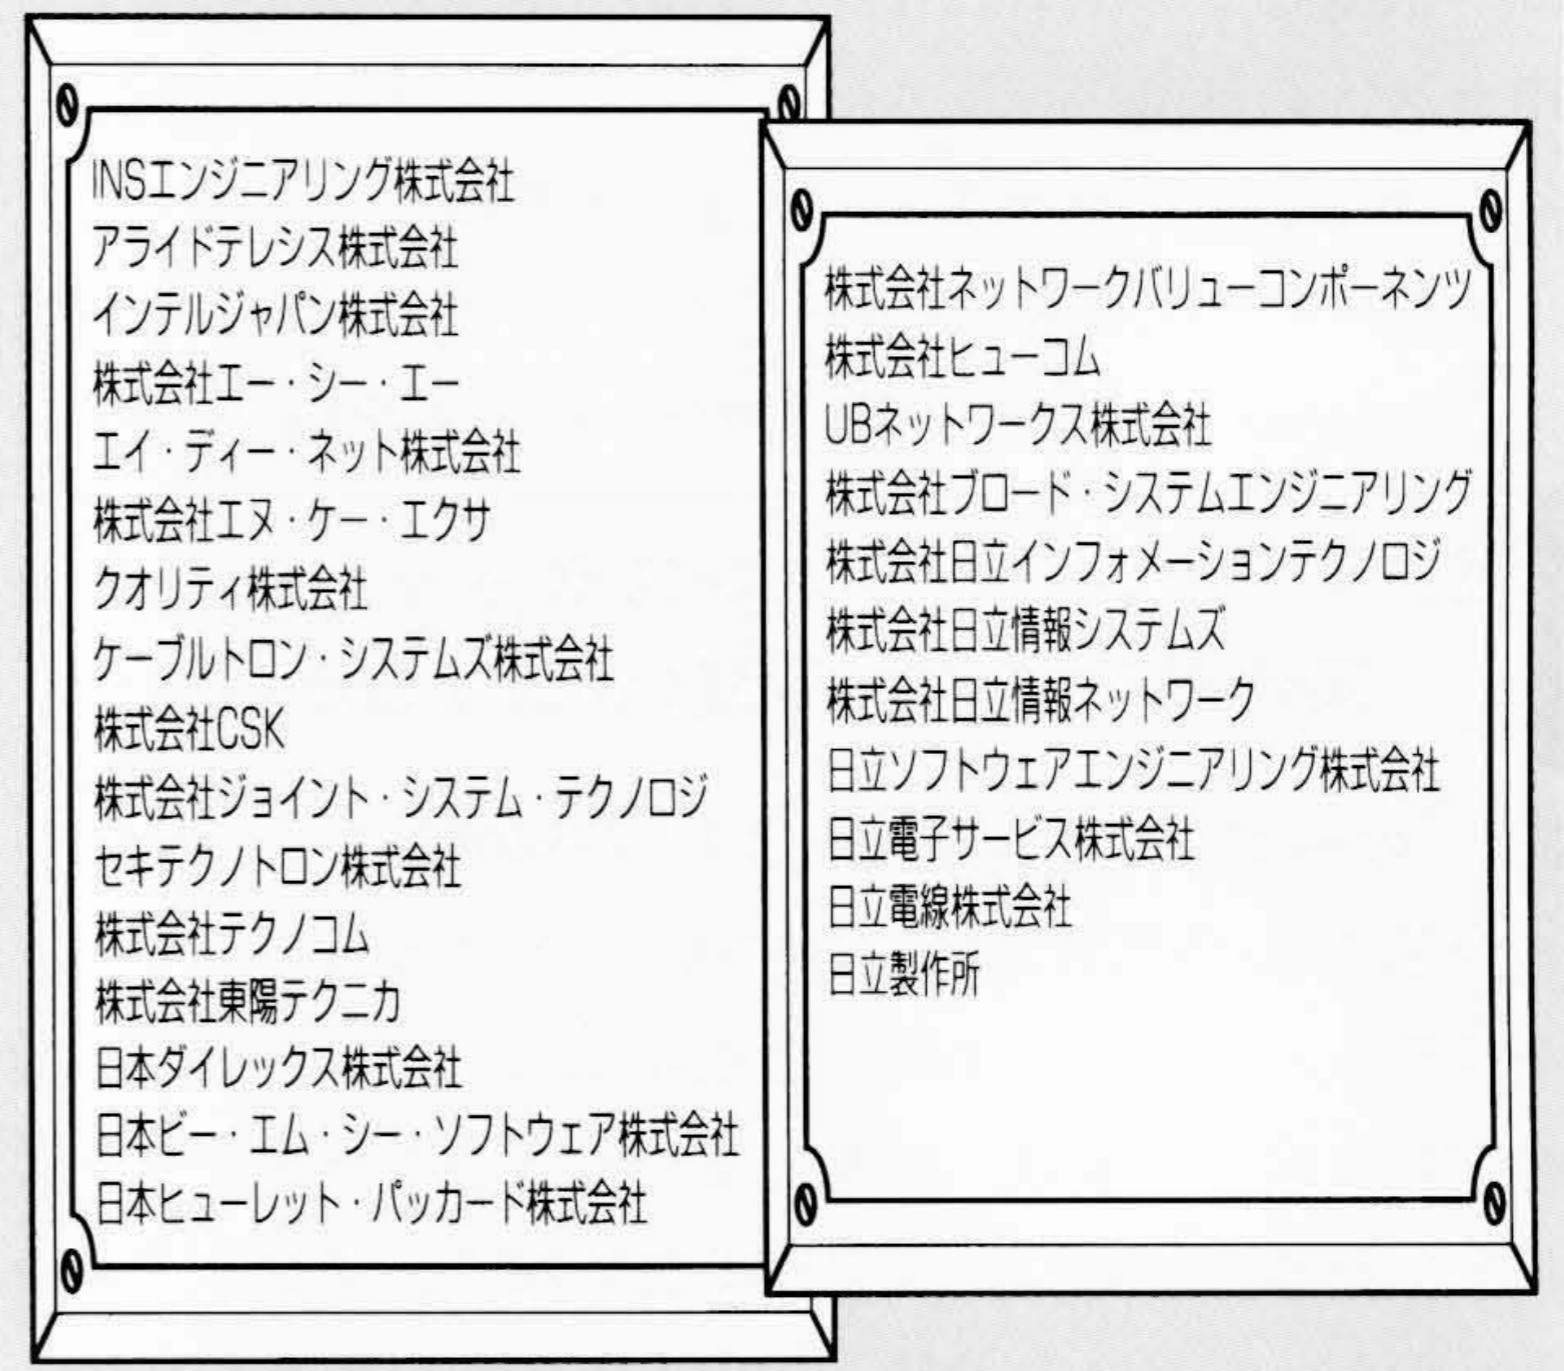 INSエンジニアリング株式会社
アライドテレシス株式会社
インテルジャパン株式会社
株式会社エー・シー・エー
エイ・ディー・ネット株式会社
株式会社エヌ・ケー・エクサ
クオリティ株式会社
ケーブルトロン・システムズ株式会社
株式会社CSK
株式会社ジョイント・システム・テクノロジ
セキテクノトロン株式会社
株式会社テクノコム
株式会社東陽テクニカ
日本ダイレックス株式会社
日本ビー・エム・シー・ソフトウェア株式会社
日本ヒューレット・パッカード株式会社
株式会社ネットワークバリューコンポーネンツ
株式会社ヒューコム
UBネットワークス株式会社
株式会社ブロード・システムエンジニアリング
株式会社日立インフォメーションテクノロジ
株式会社日立情報システムズ
株式会社日立情報ネットワーク
日立ソフトウェアエンジニアリング株式会社
日立電子サービス株式会社
日立電線株式会社
日立製作所